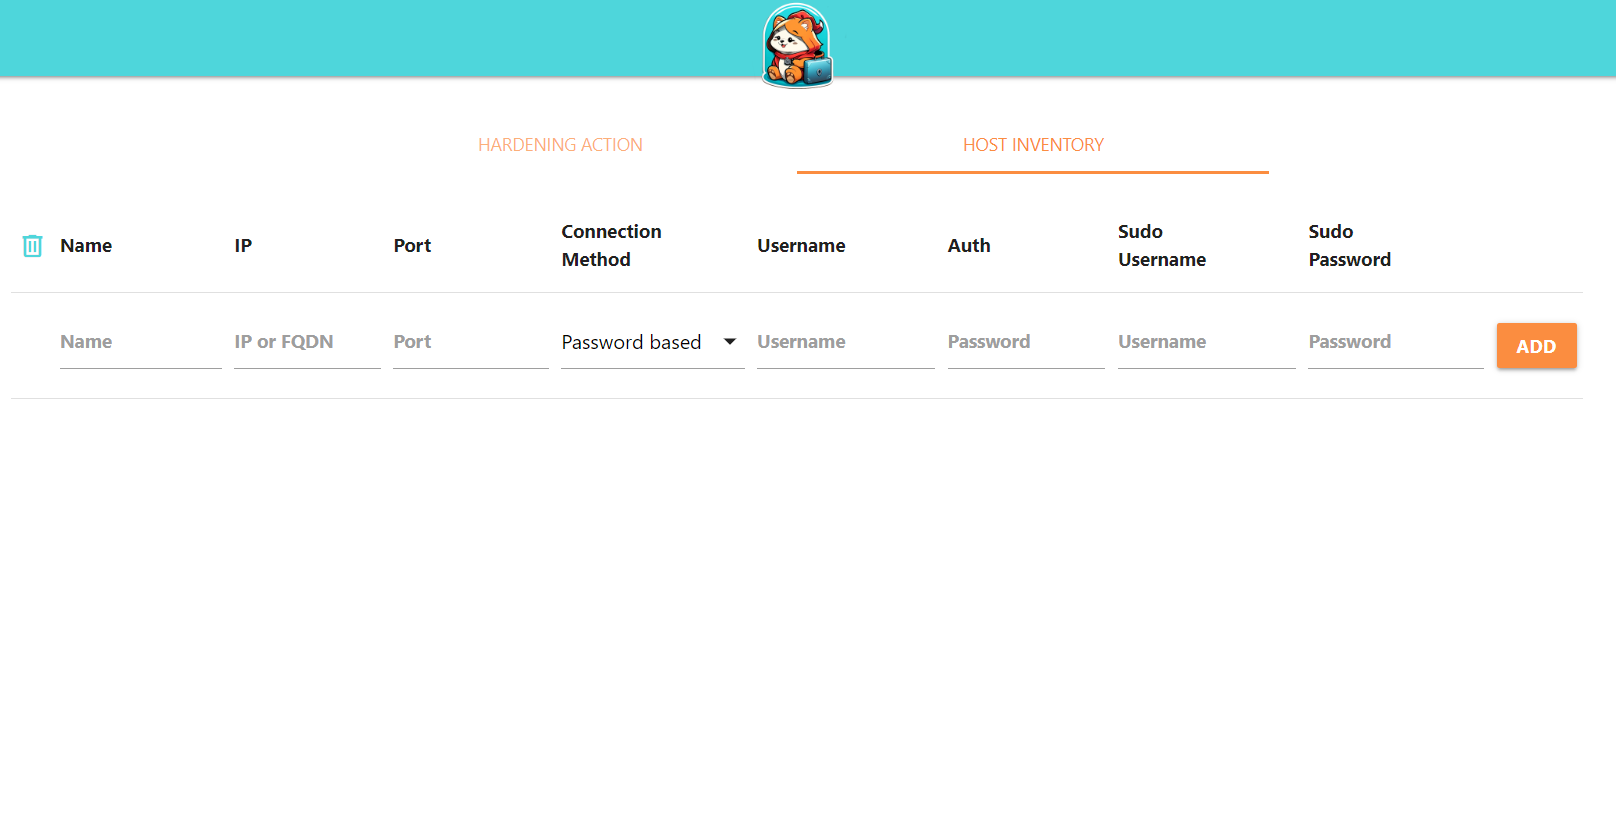 HARDENING ACTION
HOST INVENTORY
Name
IP
Port
Connection
Method
Username
Auth
Sudo
Username
Sudo
Password
Name
IP or FQDN
Port
Password based
Username
Password
Username
Password
ADD